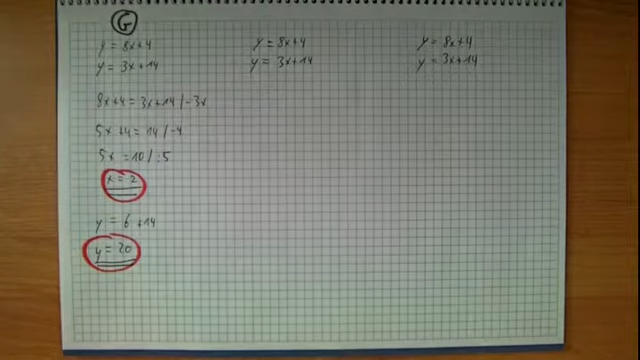 G
y = 8x+4
y = 3x+14
8x+4 = 3x+14 /-3x
5x +4 = 14 /-4
5x = 10 / :5
x = 2
y = 6 +14
y = 20
y = 8x+4
y = 3x+14
y = 8x+4
y = 3x+14